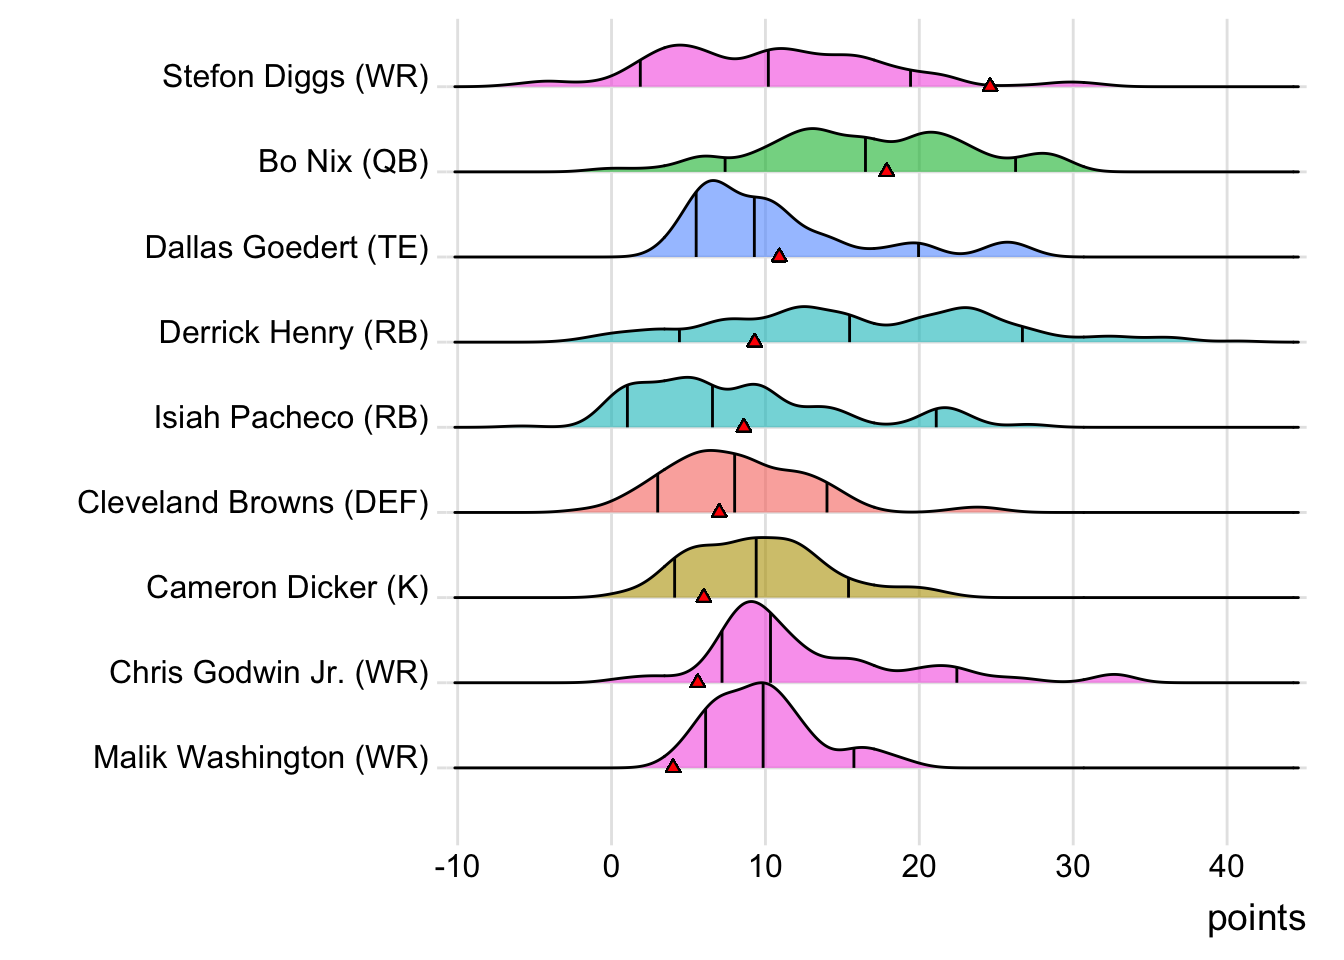 Stefon Diggs (WR)
Bo Nix (QB)
Dallas Goedert (TE)
Derrick Henry (RB)
Isiah Pacheco (RB)
Cleveland Browns (DEF)
Cameron Dicker (K)
Chris Godwin Jr. (WR)
Malik Washington (WR)
-10 0 10 20 30 40
points